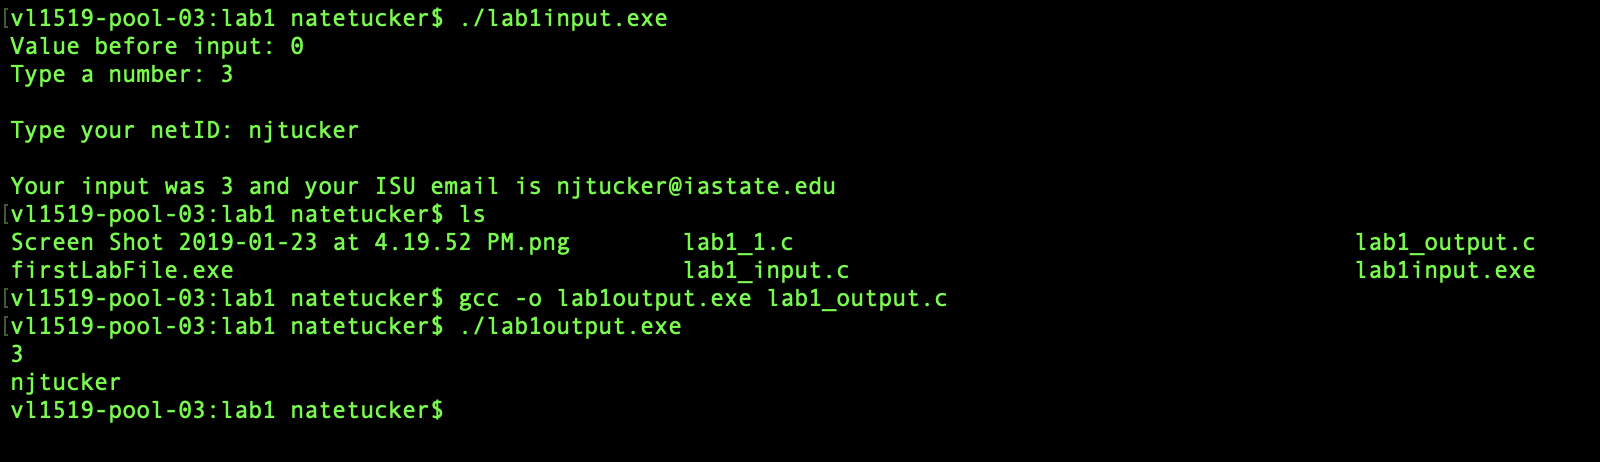 [vl1519-pool-03:lab1 natetucker$ ./lab1input.exe
Value before input: 0
Type a number: 3
Type your netID: njtucker
Your input was 3 and your ISU email is njtucker@iastate.edu
[vl1519-pool-03:lab1 natetucker$ ls
Screen Shot 2019-01-23 at 4.19.52 PM.png lab1_1.c lab1_output.c
firstLabFile.exe lab1_input.c lab1input.exe
[vl1519-pool-03:lab1 natetucker$ gcc -o lab1output.exe lab1_output.c
[vl1519-pool-03:lab1 natetucker$ ./lab1output.exe
3
njtucker
vl1519-pool-03:lab1 natetucker$